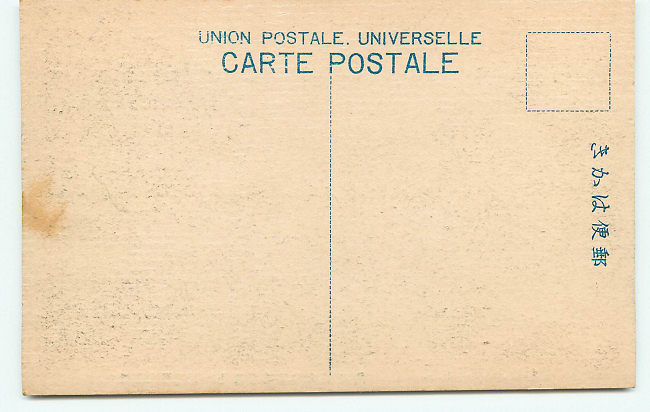 UNION POSTALE. UNIVERSELLE
CARTE POSTALE
郵便はかき